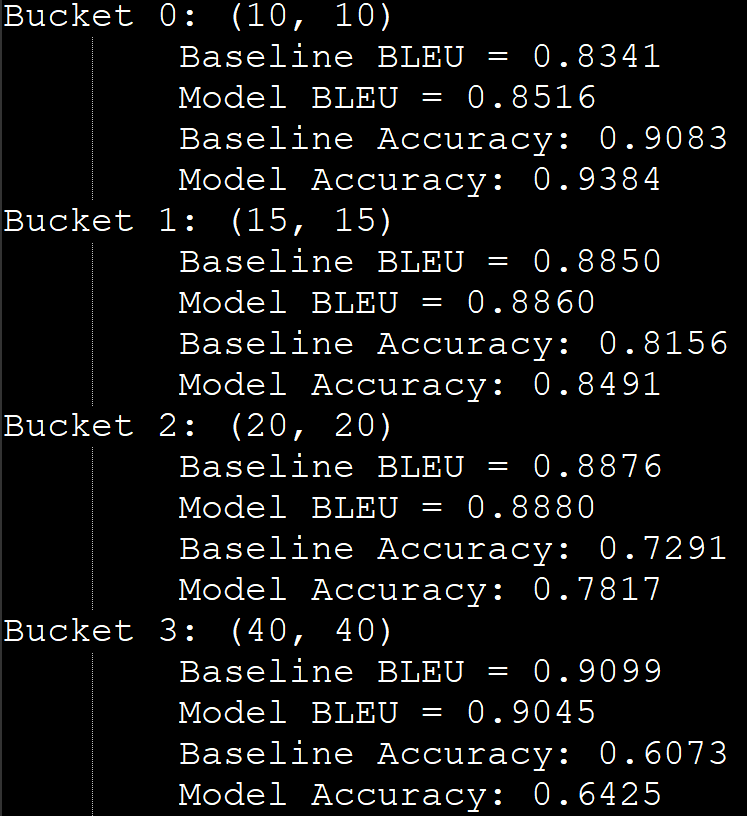 Bucket 0: (10, 10)
Baseline BLEU = 0.8341
Model BLEU = 0.8516
Baseline Accuracy: 0.9083
Model Accuracy: 0.9384
Bucket 1: (15, 15)
Baseline BLEU = 0.8850
Model BLEU = 0.8860
Baseline Accuracy: 0.8156
Model Accuracy: 0.8491
Bucket 2: (20, 20)
Baseline BLEU = 0.8876
Model BLEU = 0.8880
Baseline Accuracy: 0.7291
Model Accuracy: 0.7817
Bucket 3: (40, 40)
Baseline BLEU = 0.9099
Model BLEU = 0.9045
Baseline Accuracy: 0.6073
Model Accuracy: 0.6425